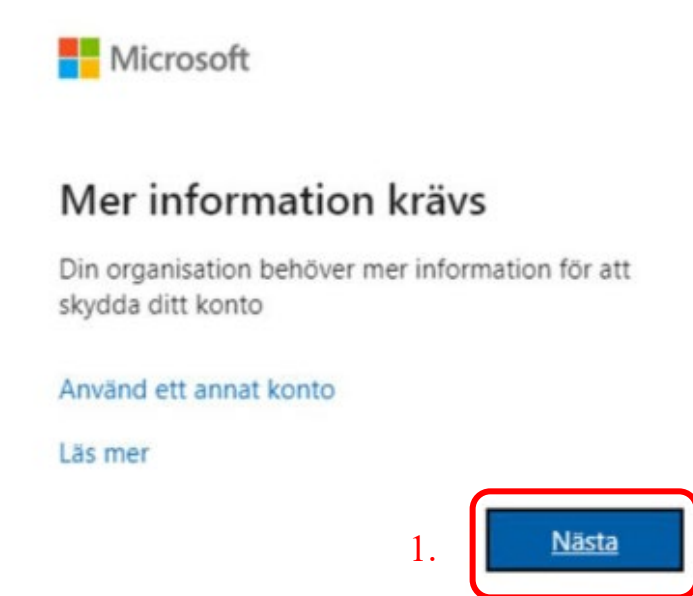 Microsoft
Mer information krävs
Din organisation behöver mer information för att
skydda ditt konto
Använd ett annat konto
Läs mer
1.
Nästa